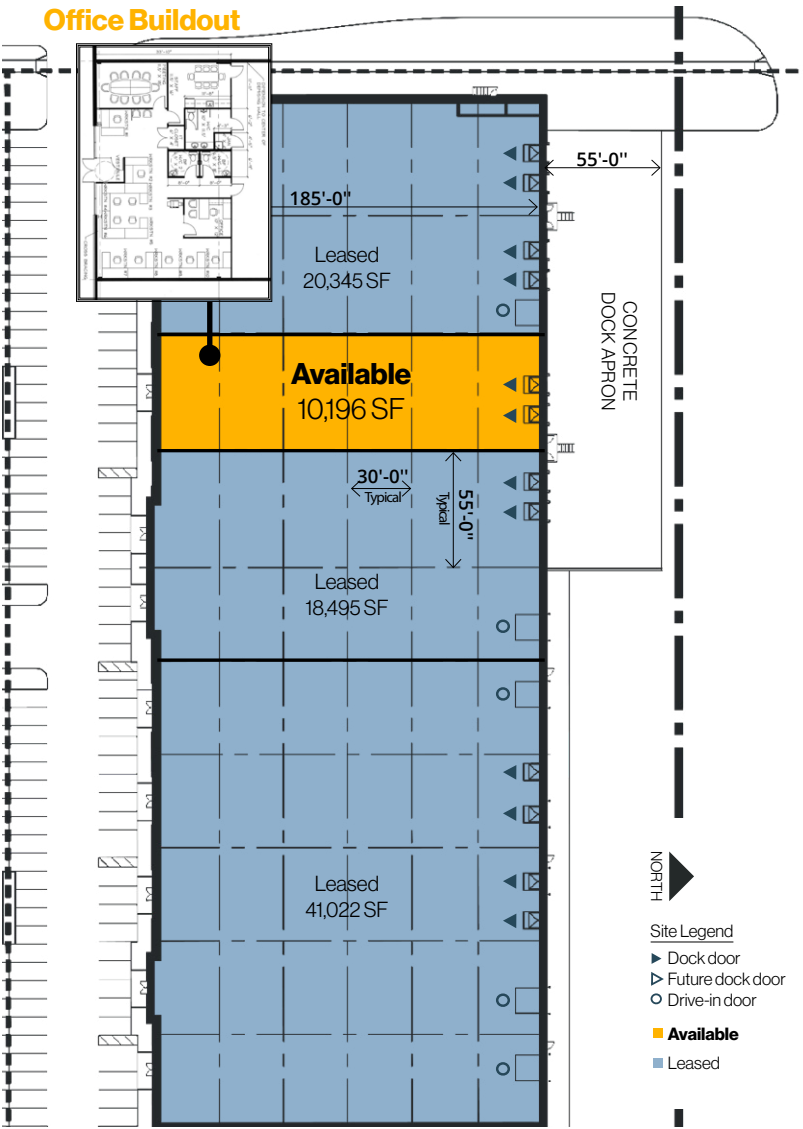 Office Buildout
185'-0"
55'-0"
Leased
20,345 SF
CONCRETE
DOCK APRON
Available
10,196 SF
30'-0"
Typical
55'-0"
Typical
Leased
18,495 SF
Leased
41,022 SF
NORTH
Site Legend
Dock door
Future dock door
Drive-in door
Available
Leased